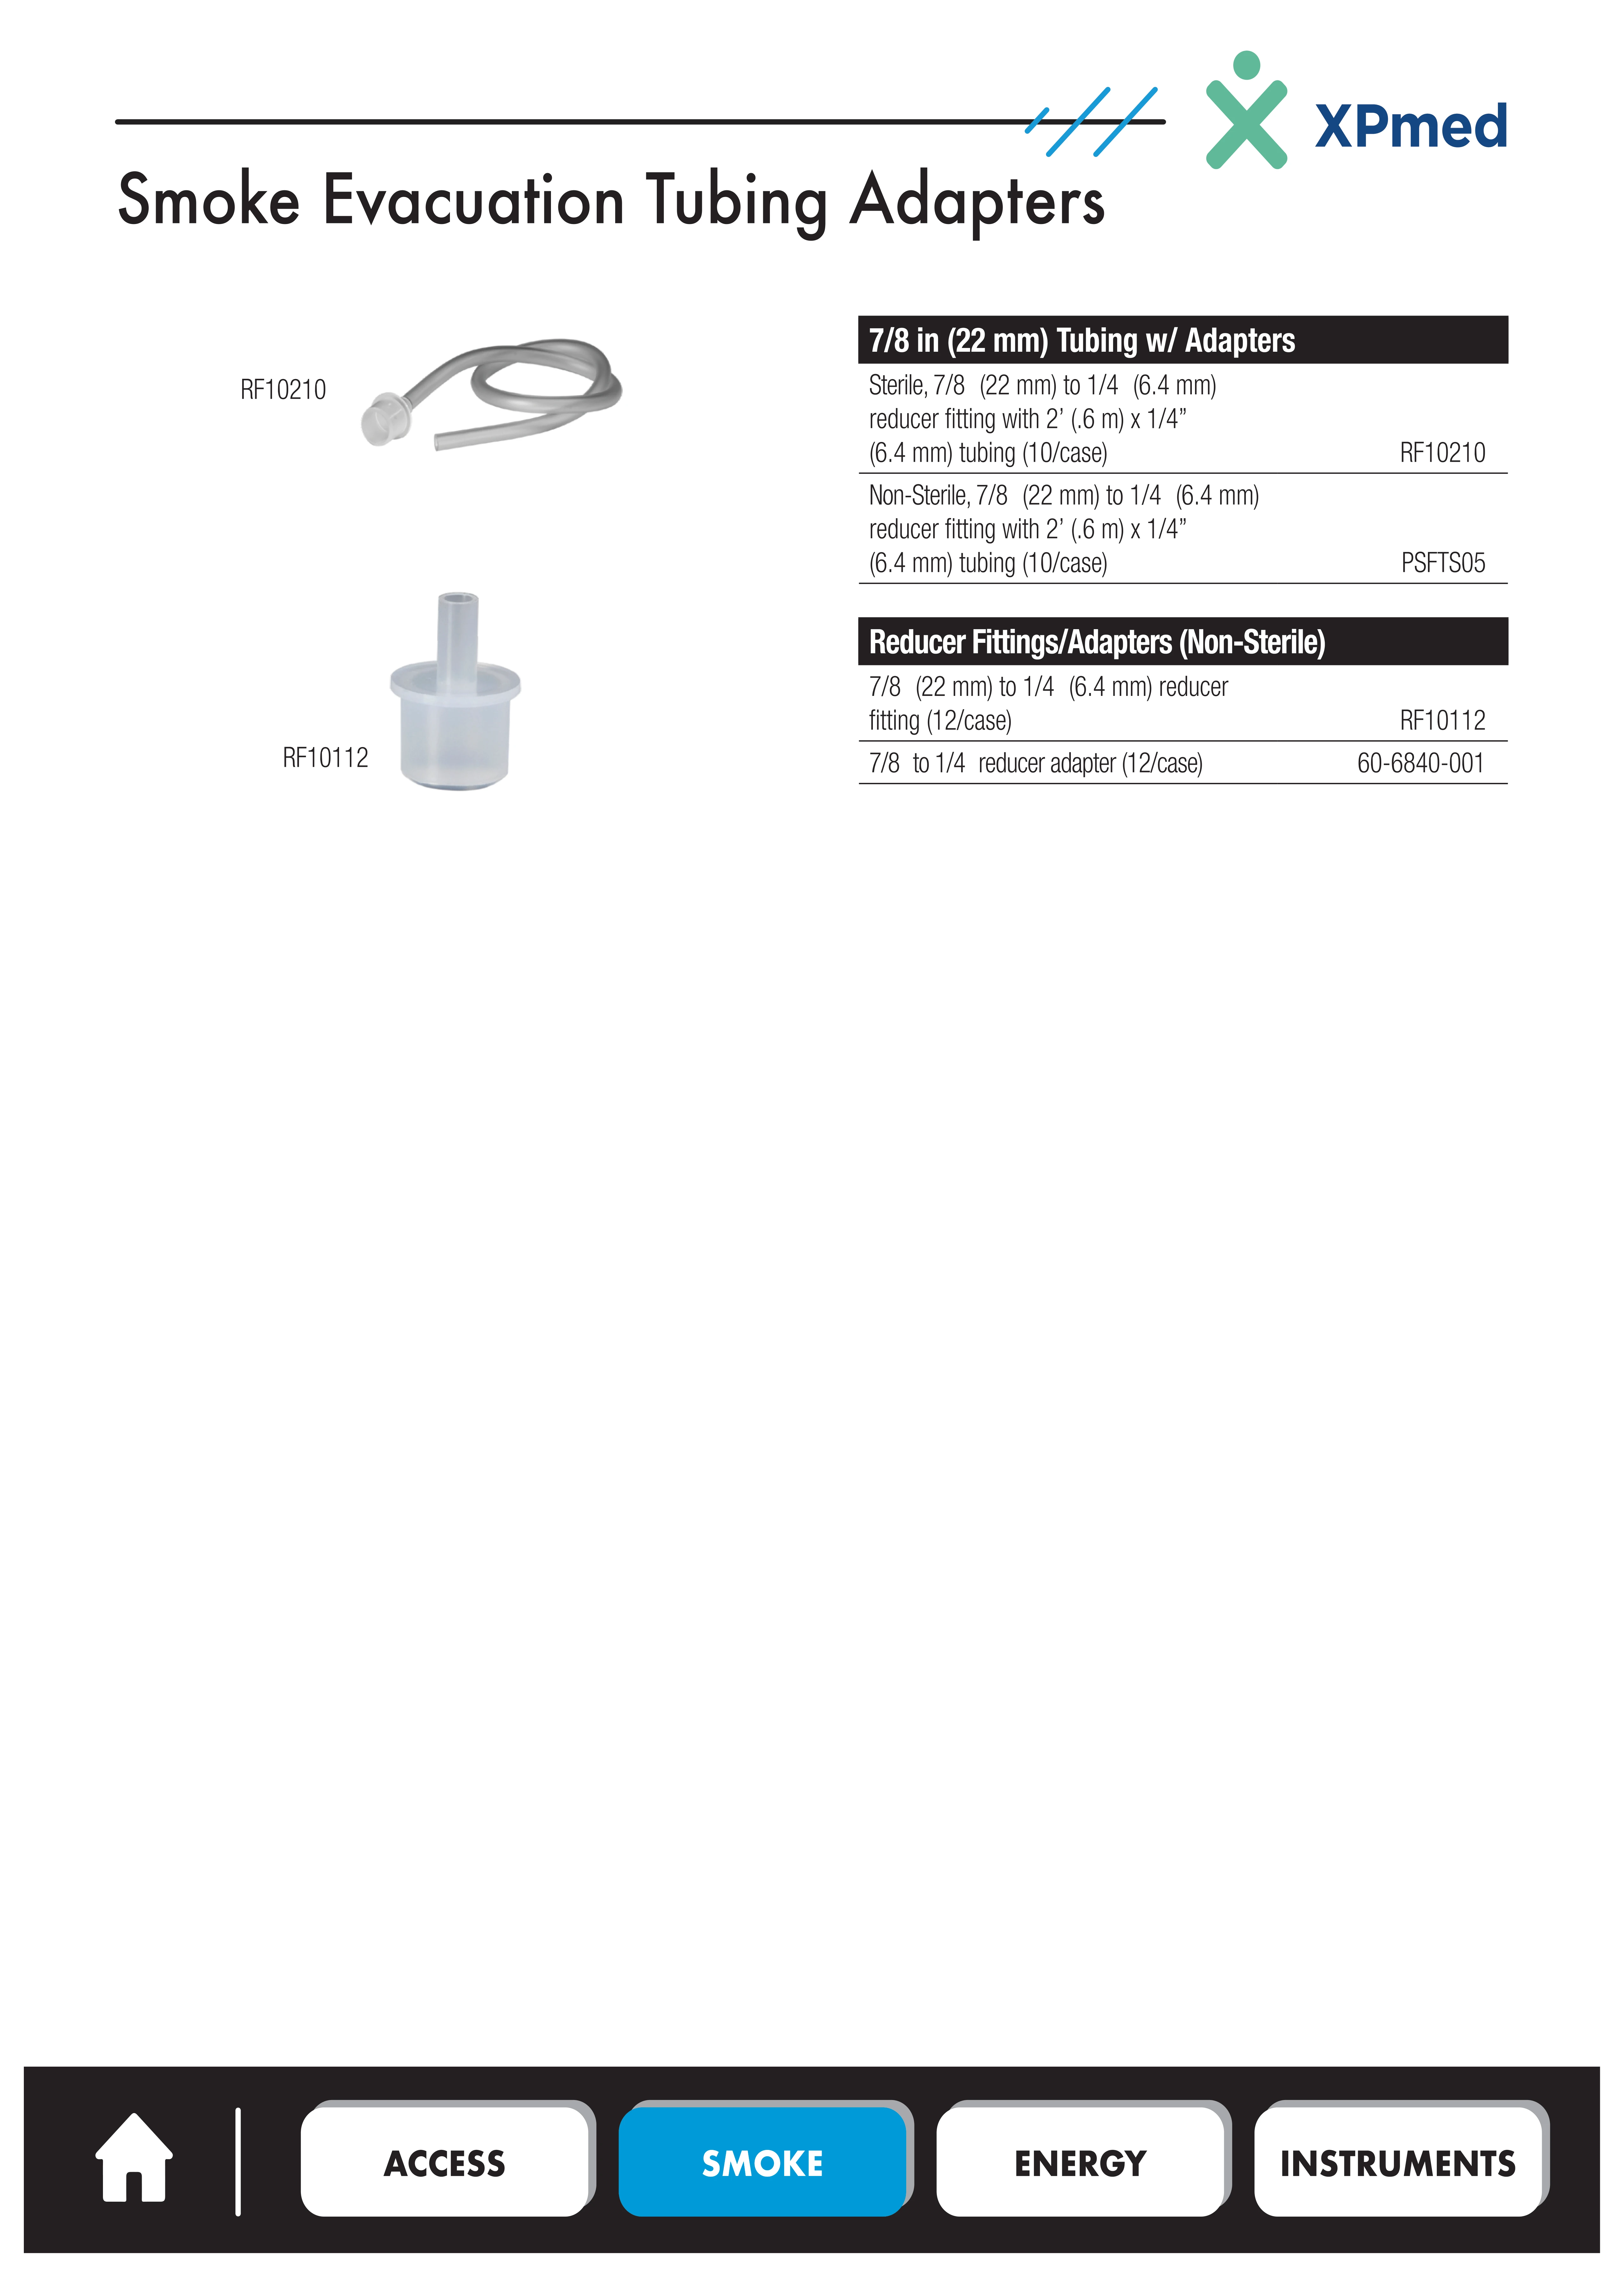 XPmed
Smoke Evacuation Tubing Adapters
RF10210
RF10112
7/8 in (22 mm) Tubing w/ Adapters
Sterile, 7/8 (22 mm) to 1/4 (6.4 mm)
reducer fitting with 2’ (.6 m) x 1/4”
(6.4 mm) tubing (10/case) RF10210
Non-Sterile, 7/8 (22 mm) to 1/4 (6.4 mm)
reducer fitting with 2’ (.6 m) x 1/4”
(6.4 mm) tubing (10/case) PSFTS05
Reducer Fittings/Adapters (Non-Sterile)
7/8 (22 mm) to 1/4 (6.4 mm) reducer
fitting (12/case) RF10112
7/8 to 1/4 reducer adapter (12/case) 60-6840-001
ACCESS SMOKE ENERGY INSTRUMENTS